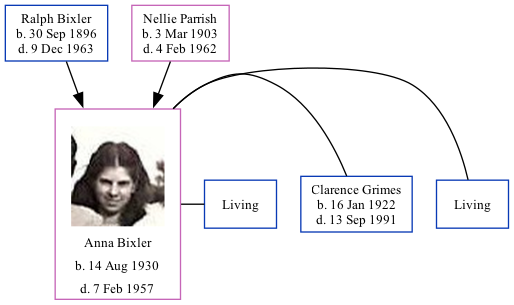 Ralph Bixler
b. 30 Sep 1896
d. 9 Dec 1963
Nellie Parrish
b. 3 Mar 1903
d. 4 Feb 1962
Anna Bixler
b. 14 Aug 1930
d. 7 Feb 1957
Living
Clarence Grimes
b. 16 Jan 1922
d. 13 Sep 1991
Living